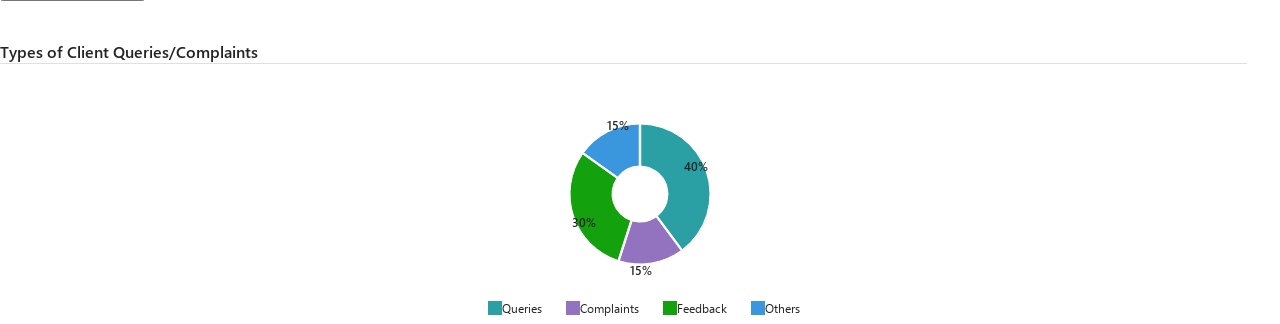 Types of Client Queries/Complaints
15%
40%
30%
15%
Queries Complaints Feedback Others